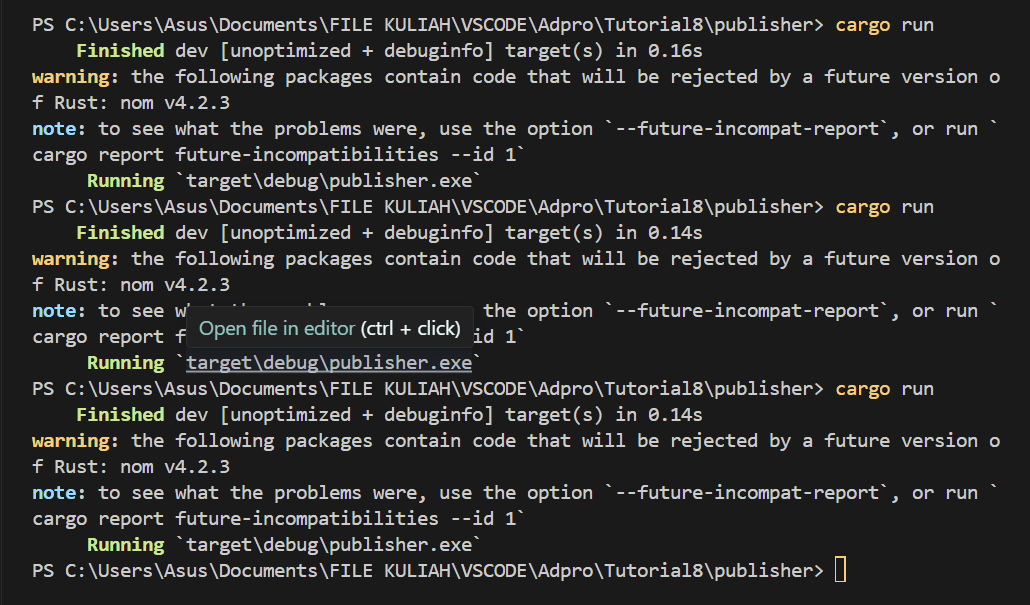 PS C:\Users\Asus\Documents\FILE KULIAH\VSCODE\Adpro\Tutorial8\publisher> cargo run
Finished dev [unoptimized + debuginfo] target(s) in 0.16s
warning: the following packages contain code that will be rejected by a future version o
f Rust: nom v4.2.3
note: to see what the problems were, use the option `--future-incompat-report`, or run `
cargo report future-incompatibilities --id 1`
Running `target\debug\publisher.exe`
PS C:\Users\Asus\Documents\FILE KULIAH\VSCODE\Adpro\Tutorial8\publisher> cargo run
Finished dev [unoptimized + debuginfo] target(s) in 0.14s
warning: the following packages contain code that will be rejected by a future version o
f Rust: nom v4.2.3
note: to see the option `--future-incompat-report`, or run `
Open file in editor (ctrl + click)
cargo report id 1`
Running `target\debug\publisher.exe`
PS C:\Users\Asus\Documents\FILE KULIAH\VSCODE\Adpro\Tutorial8\publisher> cargo run
Finished dev [unoptimized + debuginfo] target(s) in 0.14s
warning: the following packages contain code that will be rejected by a future version o
f Rust: nom v4.2.3
note: to see what the problems were, use the option `--future-incompat-report`, or run `
cargo report future-incompatibilities --id 1`
Running `target\debug\publisher.exe`
PS C:\Users\Asus\Documents\FILE KULIAH\VSCODE\Adpro\Tutorial8\publisher>